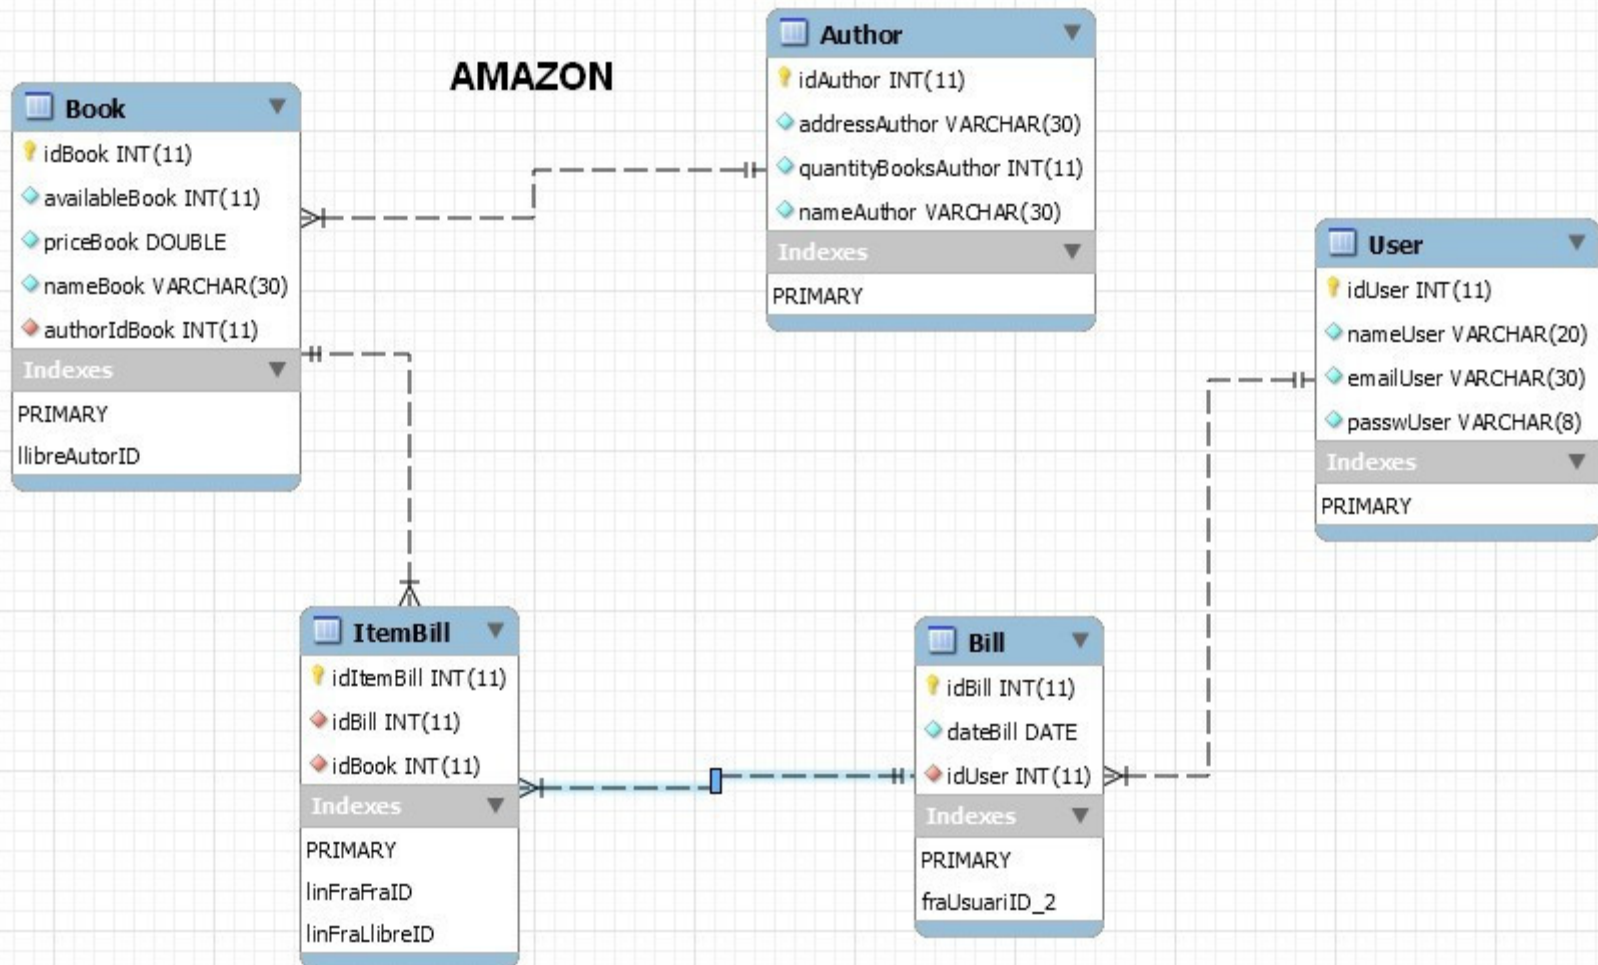 AMAZON
Book
idBook INT(11)
availableBook INT(11)
priceBook DOUBLE
nameBook VARCHAR(30)
authorIdBook INT(11)
Indexes
PRIMARY
llibreAutorID
Author
idAuthor INT(11)
addressAuthor VARCHAR(30)
quantityBooksAuthor INT(11)
nameAuthor VARCHAR(30)
Indexes
PRIMARY
User
idUser INT(11)
nameUser VARCHAR(20)
emailUser VARCHAR(30)
passwUser VARCHAR(8)
Indexes
PRIMARY
ItemBill
idItemBill INT(11)
idBill INT(11)
idBook INT(11)
Indexes
PRIMARY
linFraFraID
linFraLlibreID
Bill
idBill INT(11)
dateBill DATE
idUser INT(11)
Indexes
PRIMARY
fraUsuariID_2